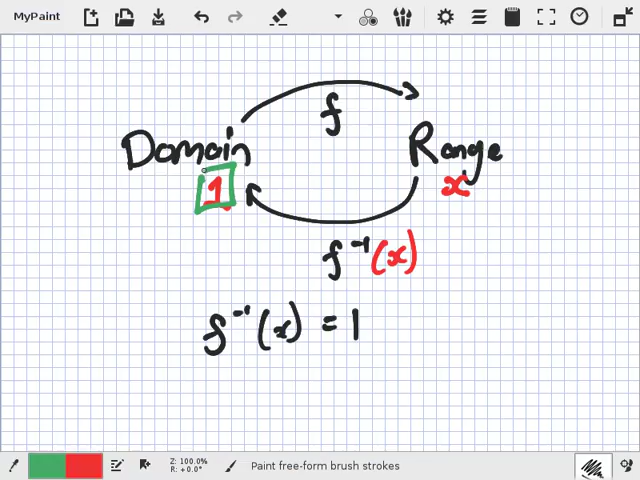 MyPaint
f
Domain Range
1 x
f⁻¹(x)
f⁻¹(x) = 1
Z: 100.0%
R: +0.0°
Paint free-form brush strokes